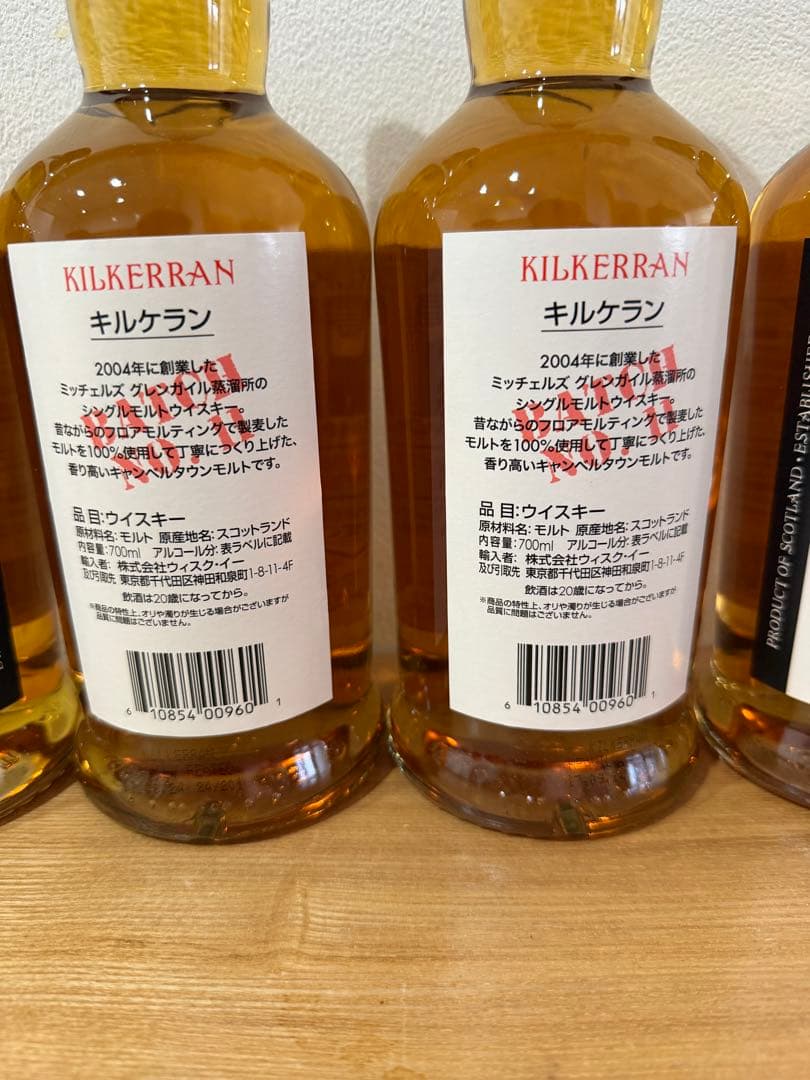 KILKERRAN
キルケラン
2004年に創業した
ミッチェルズ グレンガイル蒸溜所の
シングルモルトウイスキー。
昔ながらのフロアモルティングで製麦した
モルトを100%使用して丁寧につくり上げた、
香り高いキャンベルタウンモルトです。
BATCH
NO. 11
品目:ウイスキー
原材料名:モルト 原産地名:スコットランド
内容量:700ml アルコール分:表ラベルに記載
輸入者: 株式会社ウィスク・イー
及び引取先 東京都千代田区神田和泉町1-8-11-4F
飲酒は20歳になってから。
※商品の特性上、オリや濁りが生じる場合がございますが
品質に問題はございません。
6 10854 00960 1
KILKERRAN
キルケラン
2004年に創業した
ミッチェルズ グレンガイル蒸溜所の
シングルモルトウイスキー。
昔ながらのフロアモルティングで製麦した
モルトを100%使用して丁寧につくり上げた、
香り高いキャンベルタウンモルトです。
BATCH
NO. 11
品目:ウイスキー
原材料名:モルト 原産地名:スコットランド
内容量:700ml アルコール分:表ラベルに記載
輸入者: 株式会社ウィスク・イー
及び引取先 東京都千代田区神田和泉町1-8-11-4F
飲酒は20歳になってから。
※商品の特性上、オリや濁りが生じる場合がございますが
品質に問題はございません。
6 10854 00960 1
PRODUCT OF SCOTLAND •